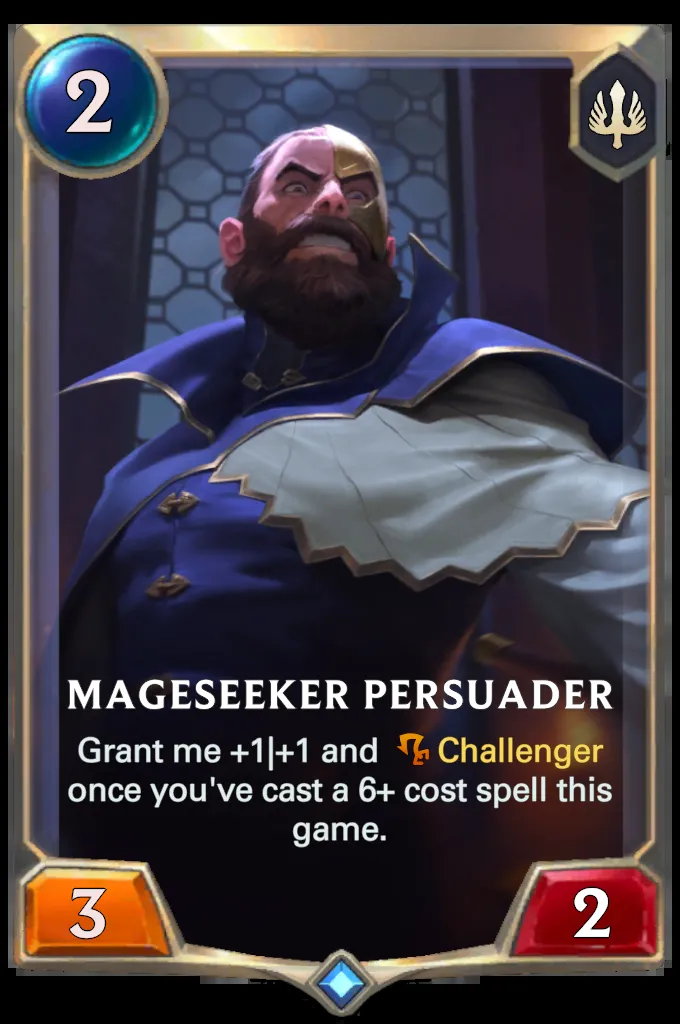 2
MAGESEEKER PERSUADER
Grant me +1|+1 and Challenger
once you've cast a 6+ cost spell this
game.
3 2